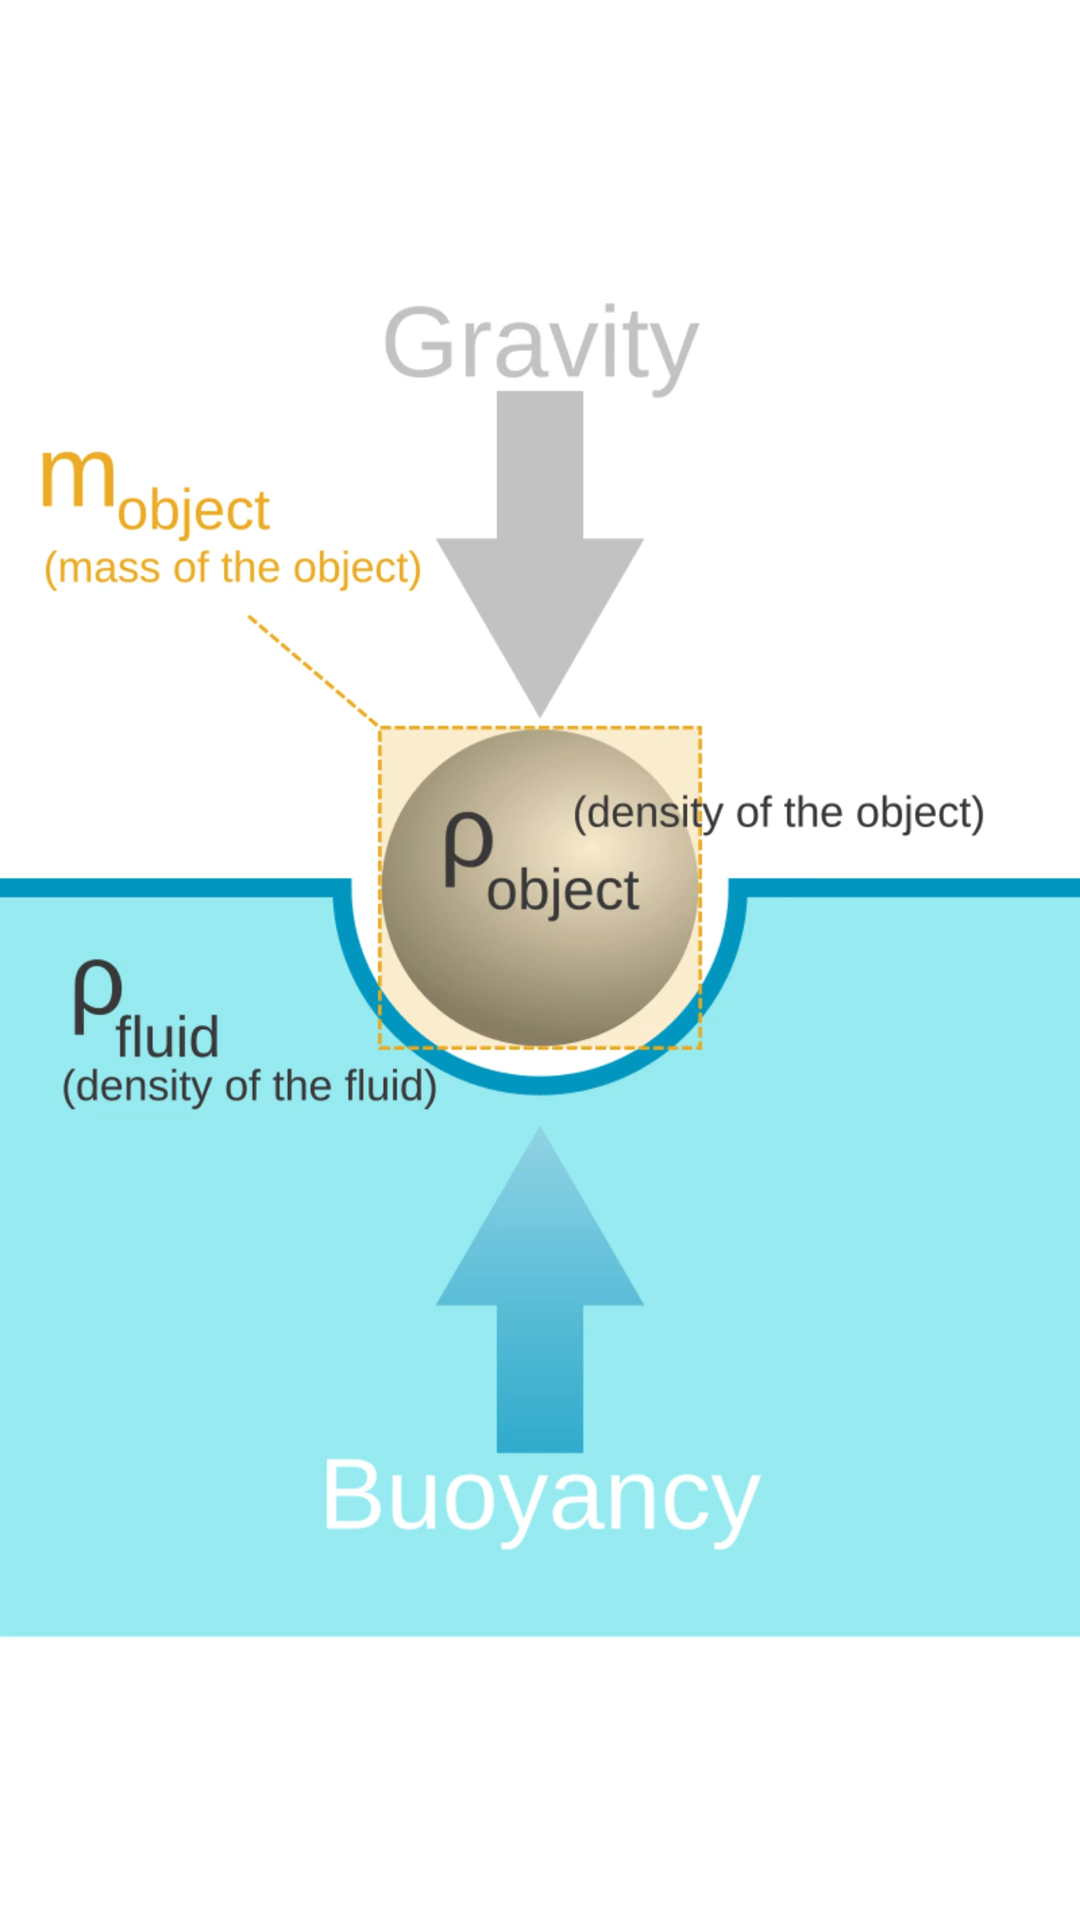 Gravity
mobject
(mass of the object)
(density of the object)
ρobject
ρfluid
(density of the fluid)
Buoyancy